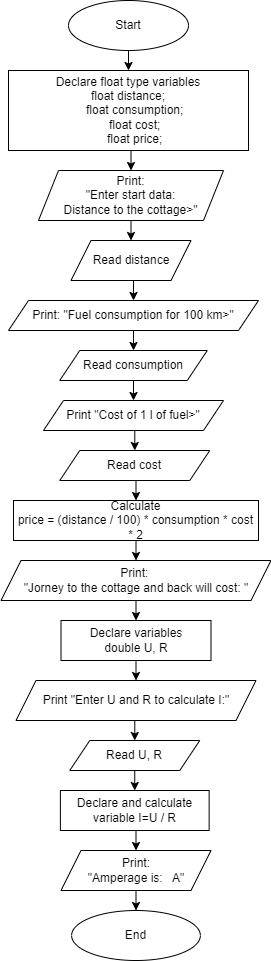 Start
Declare float type variables
float distance;
float consumption;
float cost;
float price;
Print:
"Enter start data:
Distance to the cottage>"
Read distance
Print: "Fuel consumption for 100 km>"
Read consumption
Print "Cost of 1 l of fuel>"
Read cost
Calculate
price = (distance / 100) * consumption * cost
* 2
Print:
"Jorney to the cottage and back will cost: "
Declare variables
double U, R
Print "Enter U and R to calculate I:"
Read U, R
Declare and calculate
variable I=U / R
Print:
"Amperage is:   A"
End